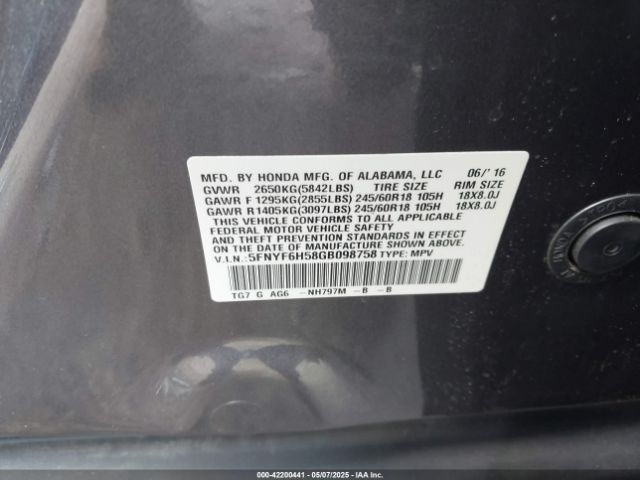 MFD. BY HONDA MFG. OF ALABAMA, LLC 06/'16
GVWR 2650KG(5842LBS) TIRE SIZE RIM SIZE
GAWR F 1295KG(2855LBS) 245/60R18 105H 18X8.0J
GAWR R 1405KG(3097LBS) 245/60R18 105H 18X8.0J
THIS VEHICLE CONFORMS TO ALL APPLICABLE
FEDERAL MOTOR VEHICLE SAFETY
AND THEFT PREVENTION STANDARDS IN EFFECT
ON THE DATE OF MANUFACTURE SHOWN ABOVE.
V.I.N.: 5FNYF6H58GB098758 TYPE: MPV
TG7 G AG6 -NH797M -B -B
000-42200441 05/07/2025 IAAI.com